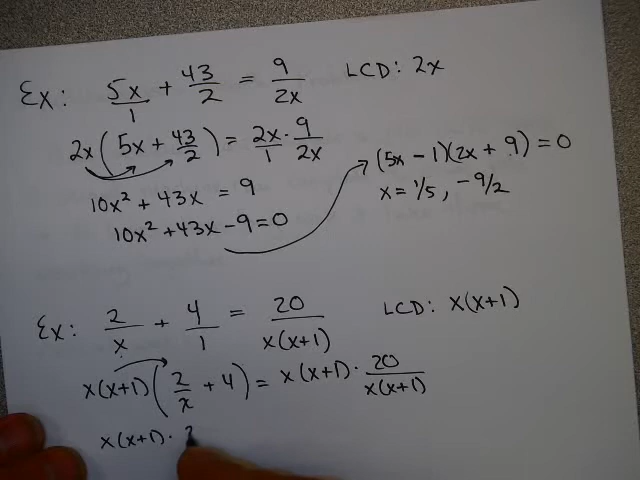 Ex: 5x/1 + 43/2 = 9/2x LCD: 2x
2x(5x + 43/2) = 2x/1 · 9/2x
10x² + 43x = 9
10x² + 43x - 9 = 0
(5x - 1)(2x + 9) = 0
x = 1/5, -9/2
Ex: 2/x + 4/1 = 20/x(x+1) LCD: x(x+1)
x(x+1)(2/x + 4) = x(x+1) · 20/x(x+1)
x(x+1) ·